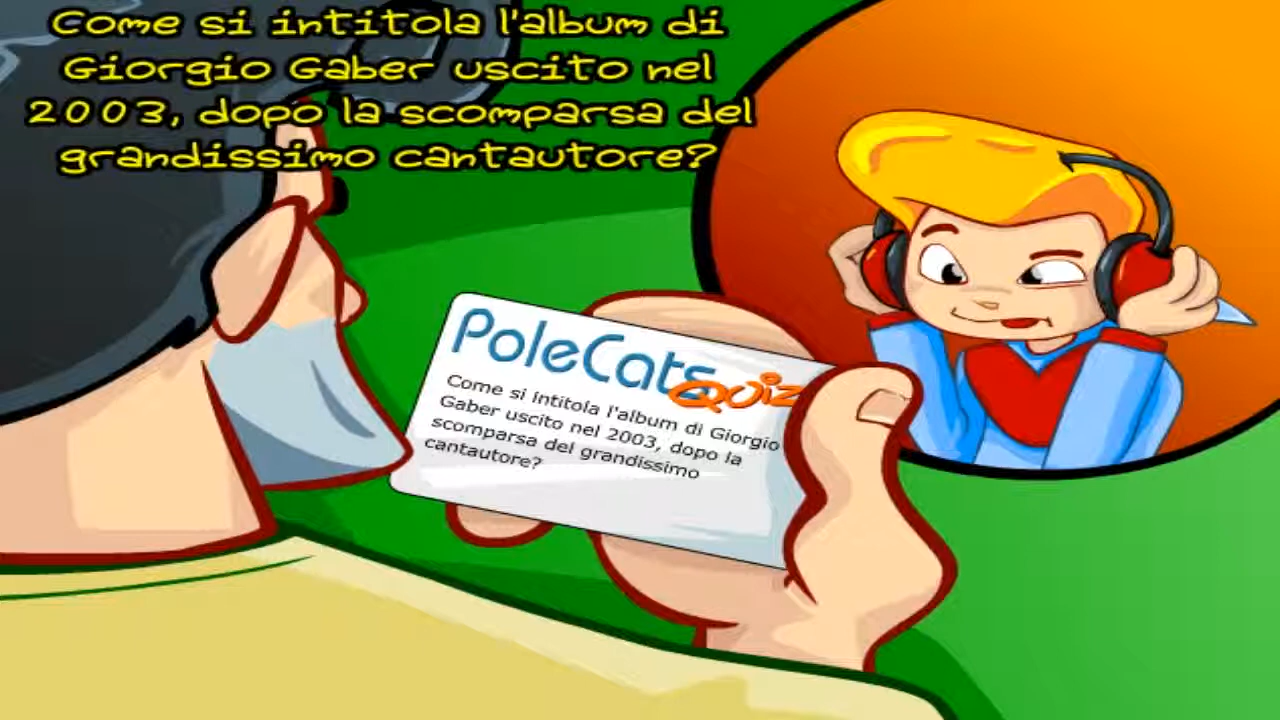 Come si intitola l'album di
Giorgio Gaber uscito nel
2003, dopo la scomparsa del
grandissimo cantautore?
PoleCats
Quiz
Come si intitola l'album di Giorgio
Gaber uscito nel 2003, dopo la
scomparsa del grandissimo
cantautore?